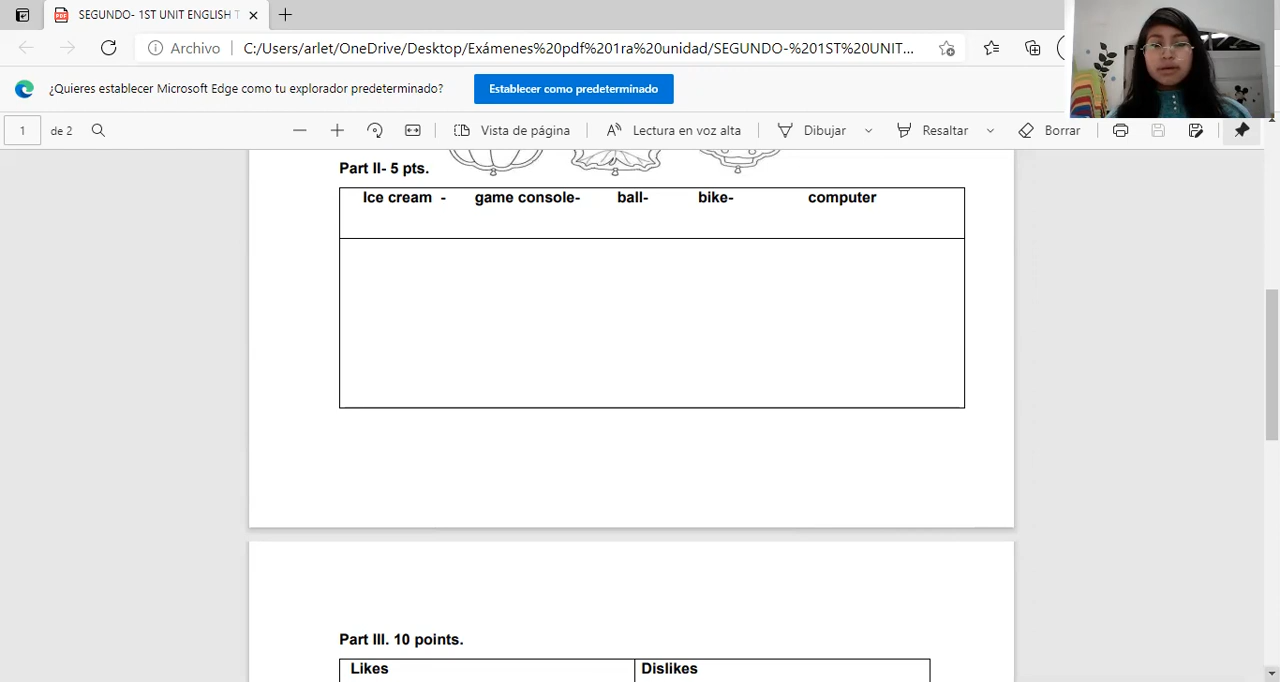 SEGUNDO- 1ST UNIT ENGLISH T
Archivo
C:/Users/arlet/OneDrive/Desktop/Exámenes%20pdf%201ra%20unidad/SEGUNDO-%201ST%20UNIT...
¿Quieres establecer Microsoft Edge como tu explorador predeterminado?
Establecer como predeterminado
1 de 2
Vista de página
Lectura en voz alta
Dibujar
Resaltar
Borrar
Part II- 5 pts.
Ice cream - game console- ball- bike- computer
Part III. 10 points.
Likes Dislikes